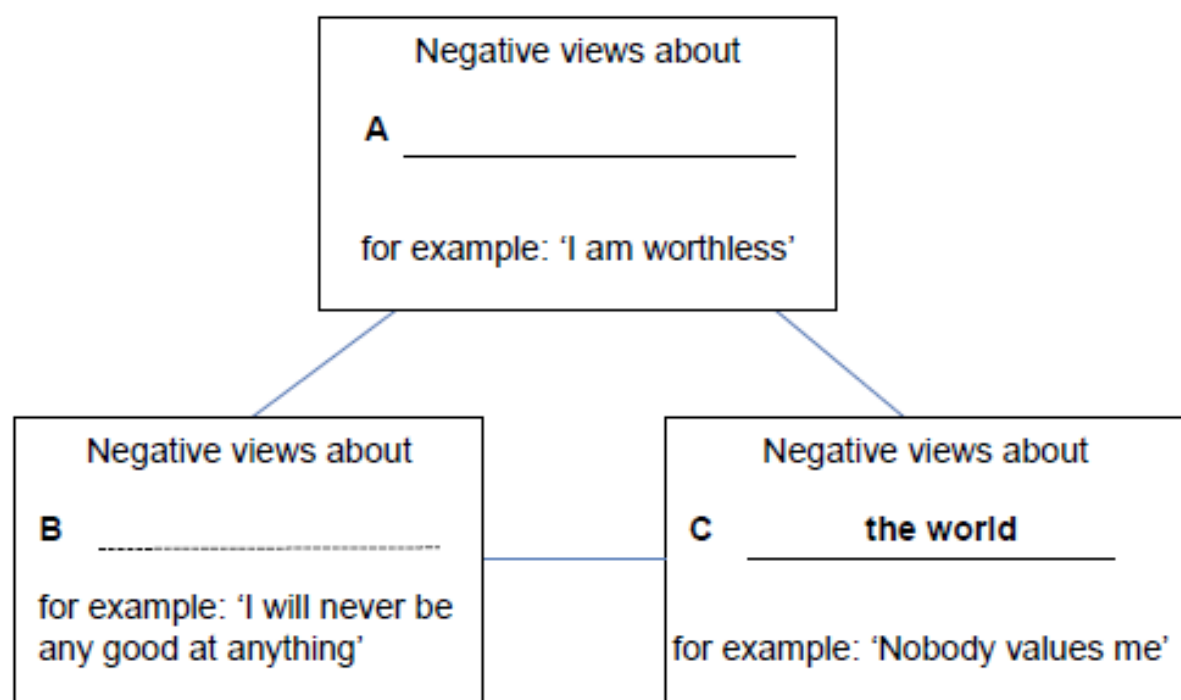 Negative views about
A
for example: ‘I am worthless’
Negative views about
B
for example: ‘I will never be
any good at anything’
Negative views about
C the world
for example: ‘Nobody values me’